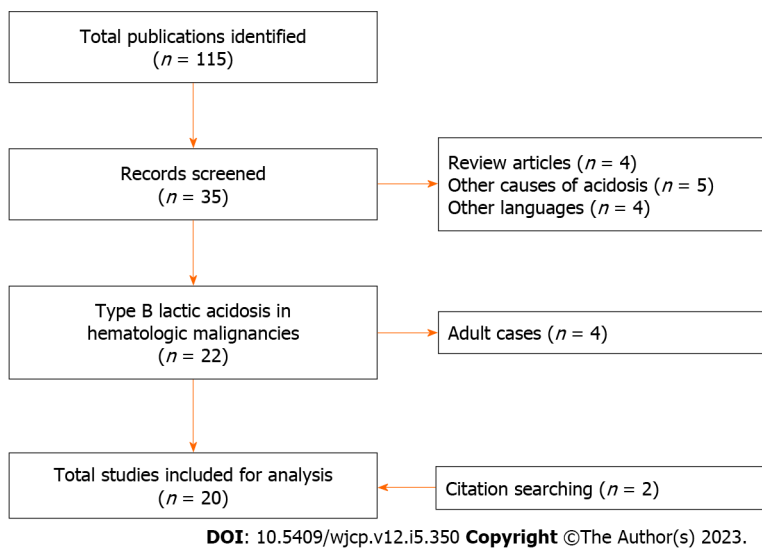 Total publications identified
(n = 115)
Records screened
(n = 35)
Review articles (n = 4)
Other causes of acidosis (n = 5)
Other languages (n = 4)
Type B lactic acidosis in
hematologic malignancies
(n = 22)
Adult cases (n = 4)
Total studies included for analysis
(n = 20)
Citation searching (n = 2)
DOI: 10.5409/wjcp.v12.i5.350 Copyright ©The Author(s) 2023.